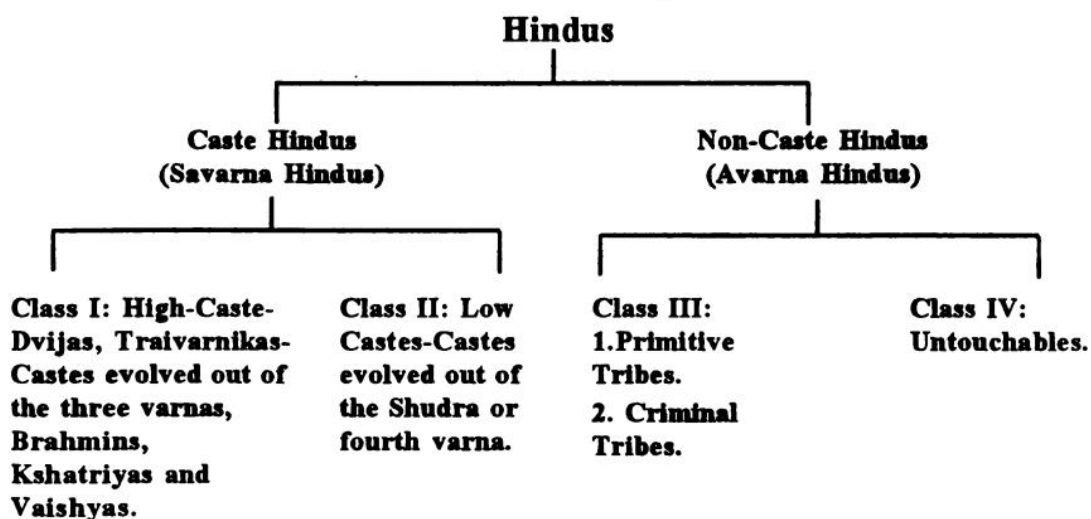 Hindus
Caste Hindus
(Savarna Hindus)
Non-Caste Hindus
(Avarna Hindus)
Class I: High-Caste-
Dvijas, Traivarnikas-
Castes evolved out of
the three varnas,
Brahmins,
Kshatriyas and
Vaishyas.
Class II: Low
Castes-Castes
evolved out of
the Shudra or
fourth varna.
Class III:
1.Primitive
Tribes.
2. Criminal
Tribes.
Class IV:
Untouchables.